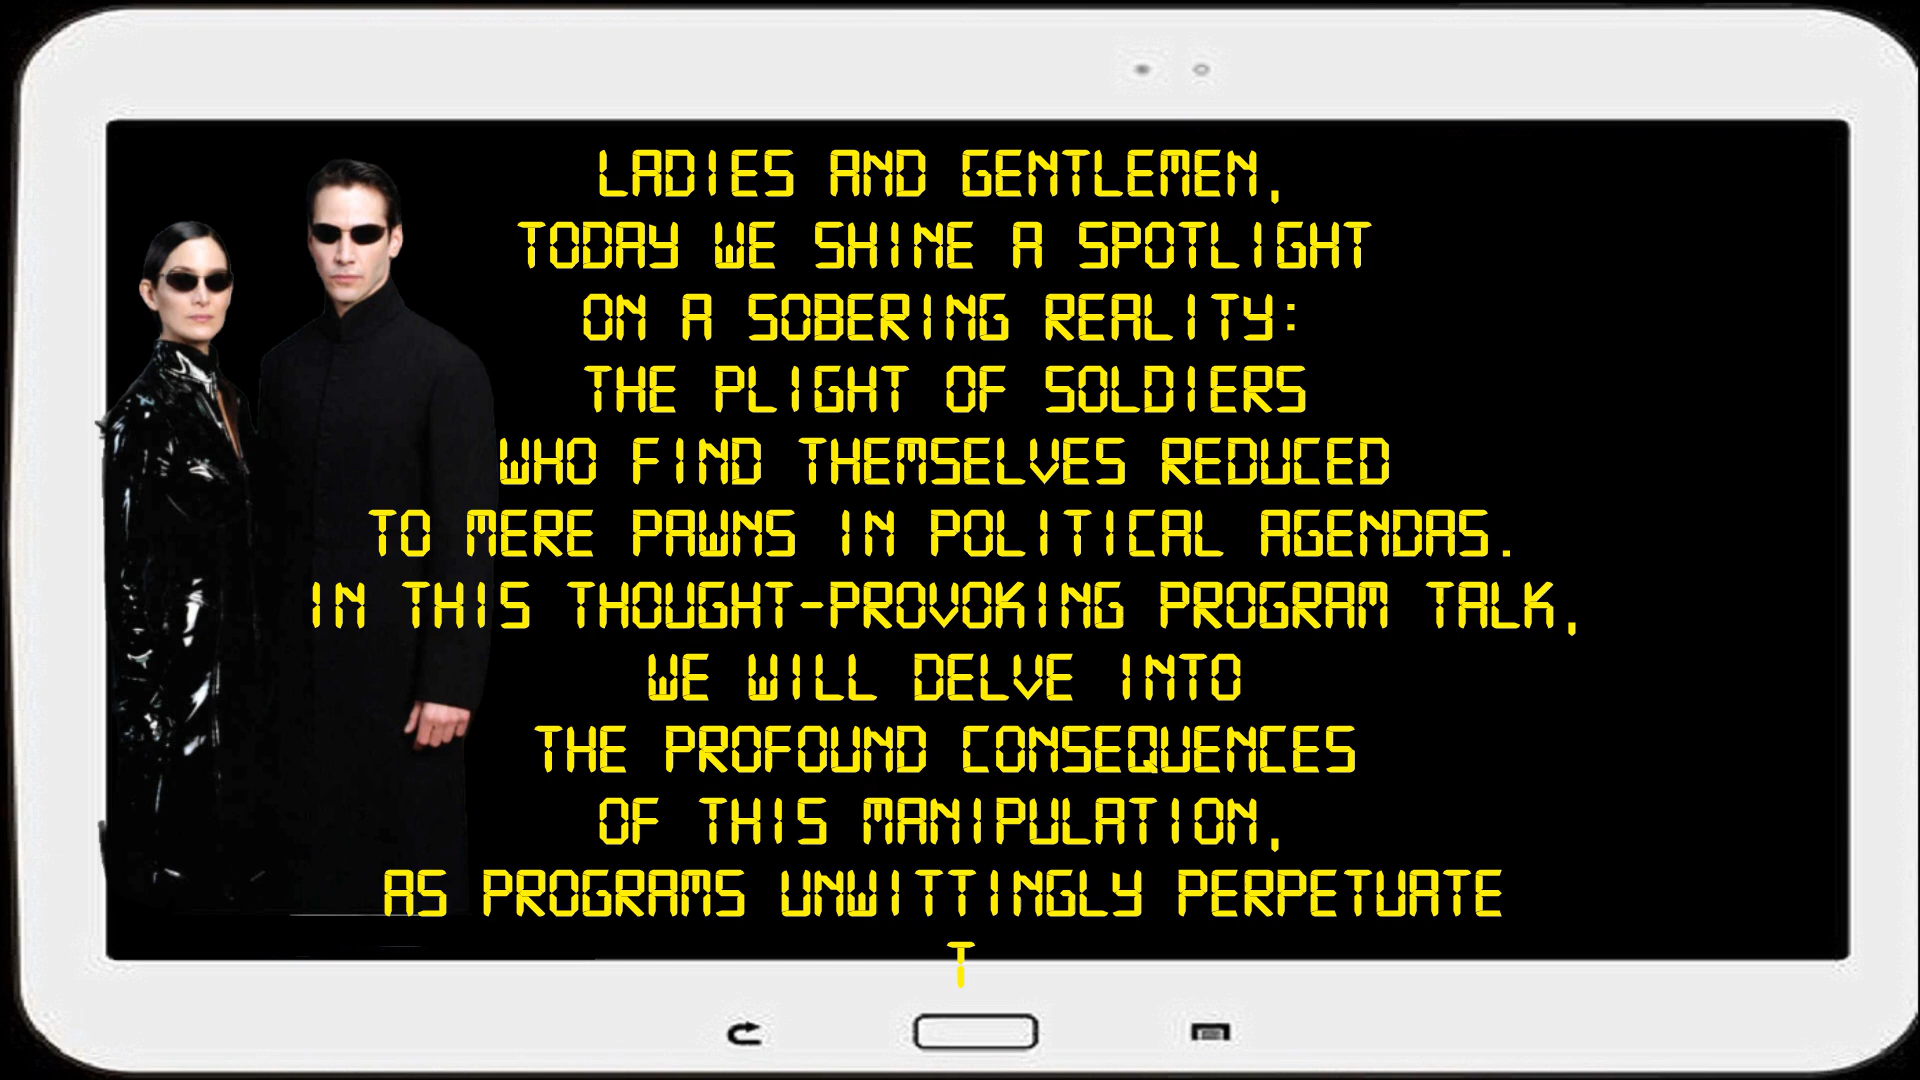 LADIES AND GENTLEMEN,
TODAY WE SHINE A SPOTLIGHT
ON A SOBERING REALITY:
THE PLIGHT OF SOLDIERS
WHO FIND THEMSELVES REDUCED
TO MERE PAWNS IN POLITICAL AGENDAS.
IN THIS THOUGHT-PROVOKING PROGRAM TALK,
WE WILL DELVE INTO
THE PROFOUND CONSEQUENCES
OF THIS MANIPULATION,
AS PROGRAMS UNWITTINGLY PERPETUATE
T